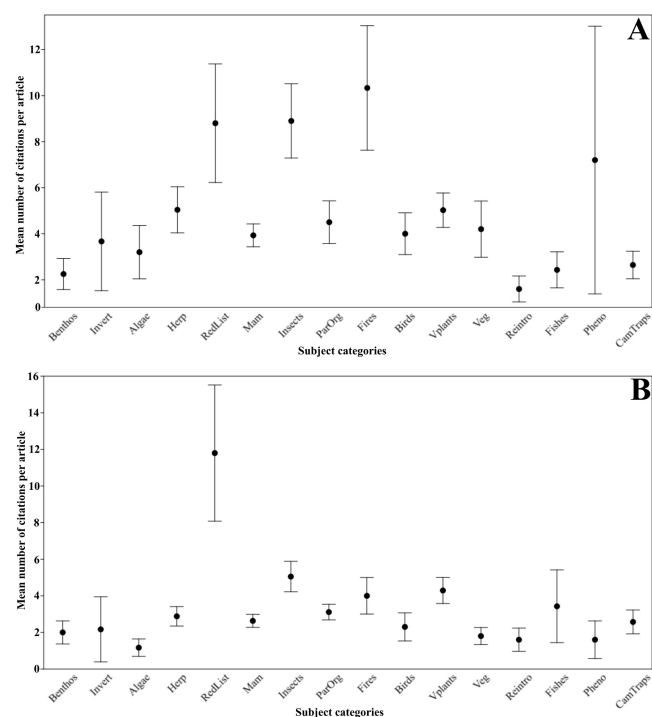 A
Mean number of citations per article
12
10
8
6
4
2
0
Benthos Invert Algae Herp RedList Mam Insects ParOrg Fires Birds Vplants Veg Reintro Fishes Pheno CamTraps
Subject categories
B
Mean number of citations per article
16
14
12
10
8
6
4
2
0
Benthos Invert Algae Herp RedList Mam Insects ParOrg Fires Birds Vplants Veg Reintro Fishes Pheno CamTraps
Subject categories